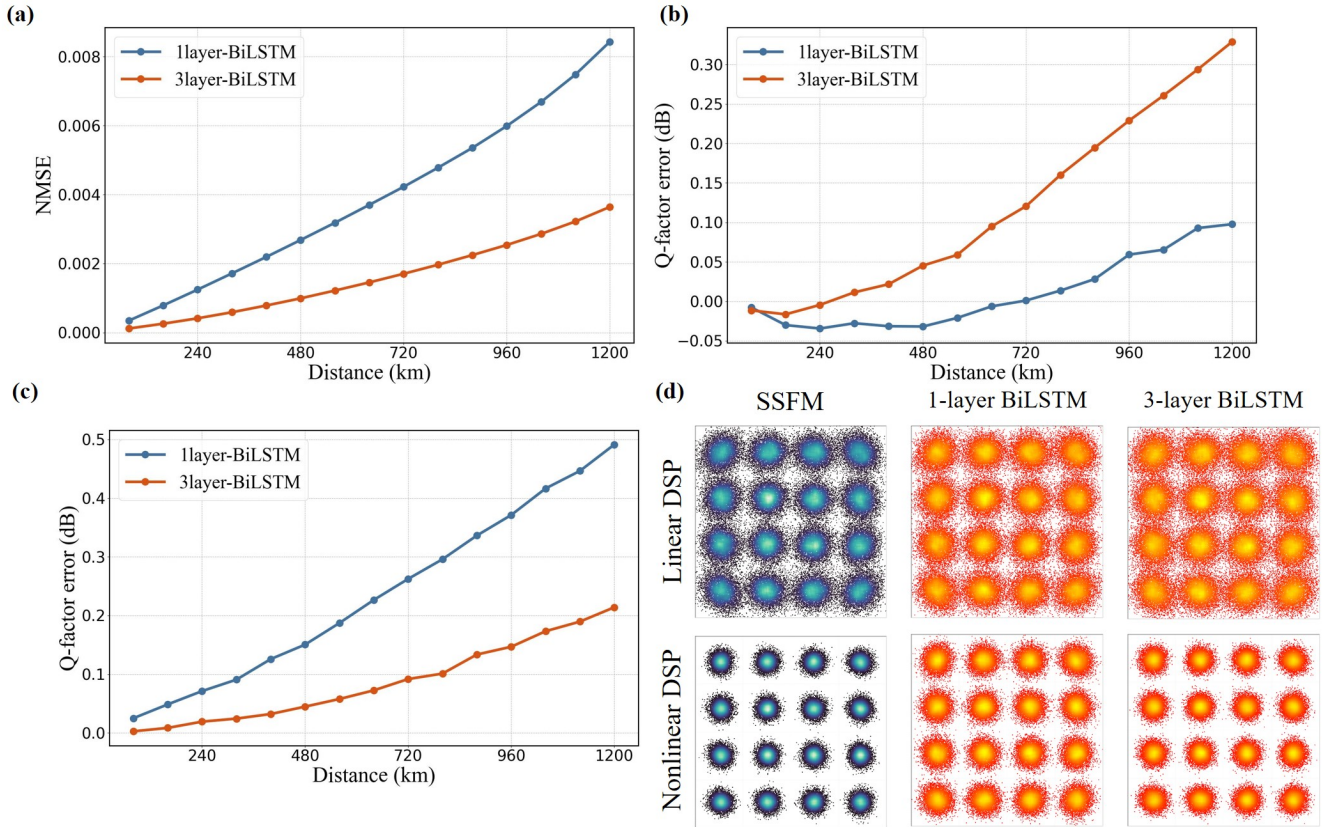 (a)
1layer-BiLSTM
3layer-BiLSTM
NMSE
0.008
0.006
0.004
0.002
0.000
240 480 720 960 1200
Distance (km)
(b)
1layer-BiLSTM
3layer-BiLSTM
Q-factor error (dB)
0.30
0.25
0.20
0.15
0.10
0.05
0.00
−0.05
240 480 720 960 1200
Distance (km)
(c)
1layer-BiLSTM
3layer-BiLSTM
Q-factor error (dB)
0.5
0.4
0.3
0.2
0.1
0.0
240 480 720 960 1200
Distance (km)
(d)
SSFM 1-layer BiLSTM 3-layer BiLSTM
Linear DSP
Nonlinear DSP